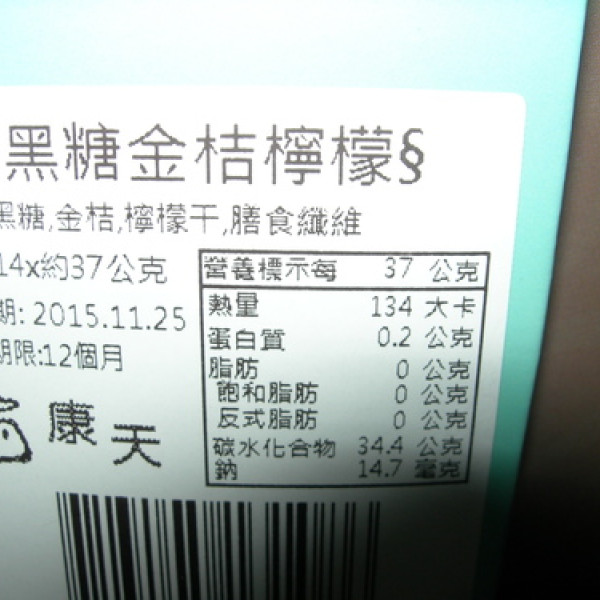 黑糖金桔檸檬§
黑糖,金桔,檸檬干,膳食纖維
14x約37公克
期: 2015.11.25
期限:12個月
康天
營養標示每 37 公克
熱量 134 大卡
蛋白質 0.2 公克
脂肪 0 公克
飽和脂肪 0 公克
反式脂肪 0 公克
碳水化合物 34.4 公克
鈉 14.7 毫克